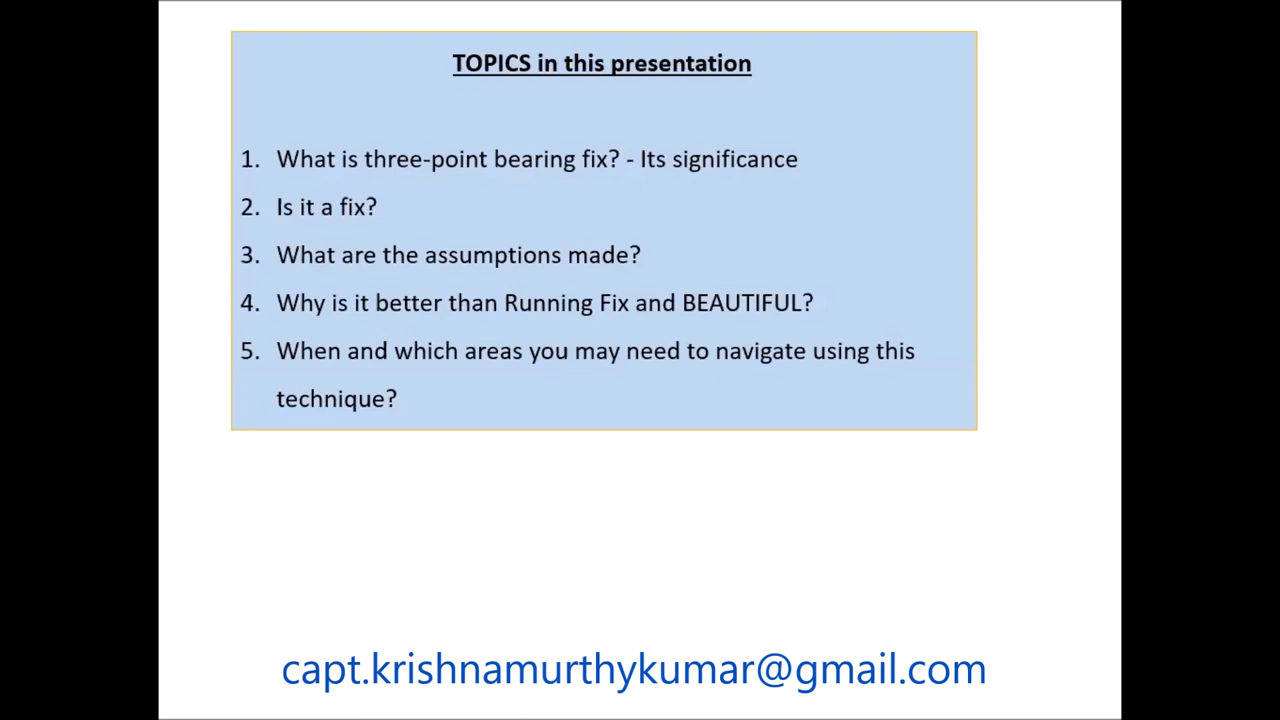 TOPICS in this presentation
1. What is three-point bearing fix? - Its significance
2. Is it a fix?
3. What are the assumptions made?
4. Why is it better than Running Fix and BEAUTIFUL?
5. When and which areas you may need to navigate using this
technique?
capt.krishnamurthykumar@gmail.com